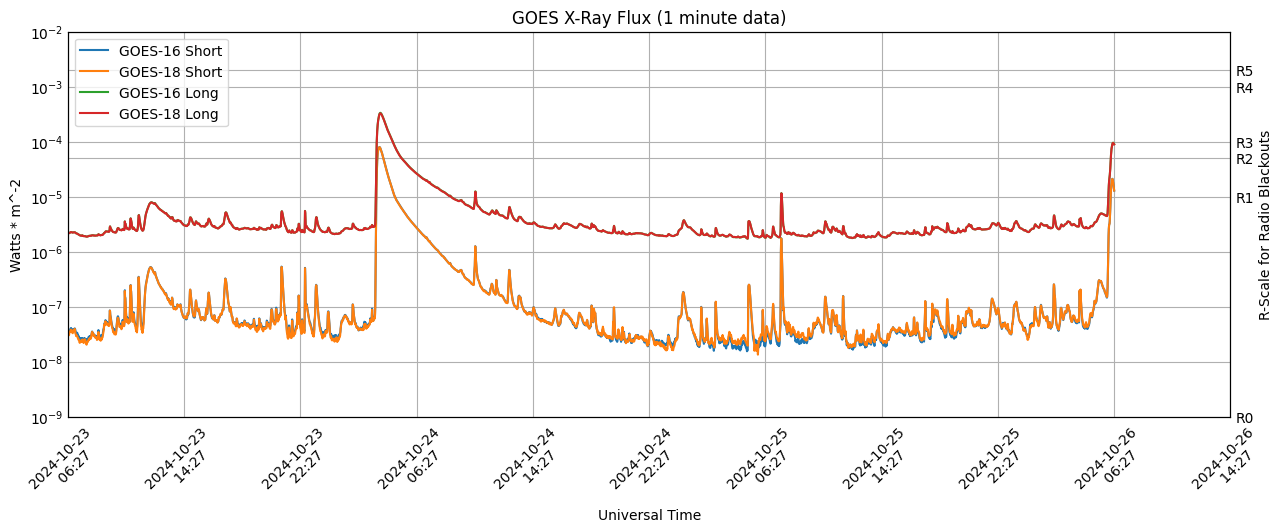 GOES X-Ray Flux (1 minute data)
GOES-16 Short
GOES-18 Short
GOES-16 Long
GOES-18 Long
Watts * m^-2
10⁻²
10⁻³
10⁻⁴
10⁻⁵
10⁻⁶
10⁻⁷
10⁻⁸
10⁻⁹
R5
R4
R3
R2
R1
R0
R-Scale for Radio Blackouts
2024-10-23
06:27
2024-10-23
14:27
2024-10-23
22:27
2024-10-24
06:27
2024-10-24
14:27
2024-10-24
22:27
2024-10-25
06:27
2024-10-25
14:27
2024-10-25
22:27
2024-10-26
06:27
2024-10-26
14:27
Universal Time